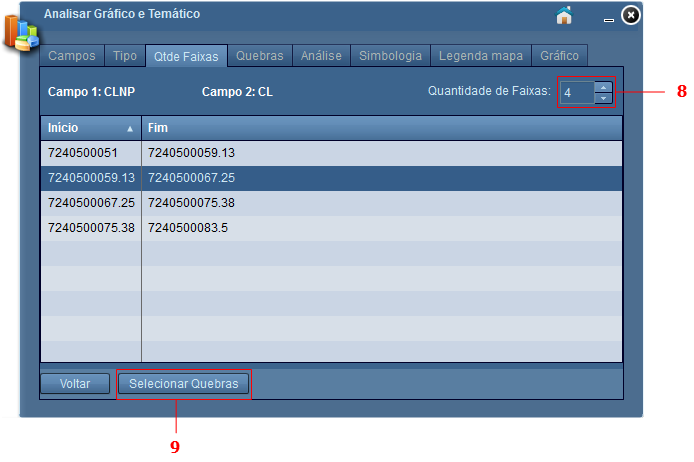 Analisar Gráfico e Temático
Campos Tipo Qtde Faixas Quebras Análise Simbologia Legenda mapa Gráfico
Campo 1: CLNP Campo 2: CL Quantidade de Faixas: 4 8
Início Fim
7240500051 7240500059.13
7240500059.13 7240500067.25
7240500067.25 7240500075.38
7240500075.38 7240500083.5
Voltar Selecionar Quebras
9